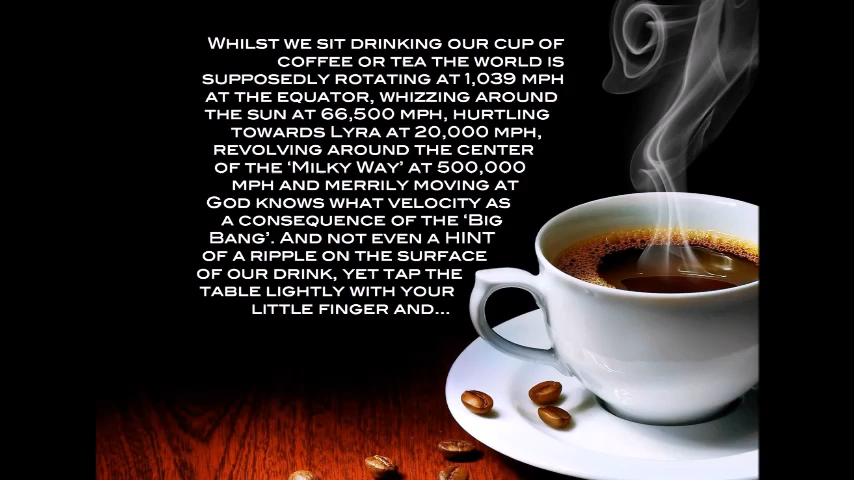 Whilst we sit drinking our cup of
coffee or tea the world is
supposedly rotating at 1,039 mph
at the equator, whizzing around
the sun at 66,500 mph, hurtling
towards Lyra at 20,000 mph,
revolving around the center
of the ‘Milky Way’ at 500,000
mph and merrily moving at
God knows what velocity as
a consequence of the ‘Big
Bang’. And not even a HINT
of a ripple on the surface
of our drink, yet tap the
table lightly with your
little finger and...